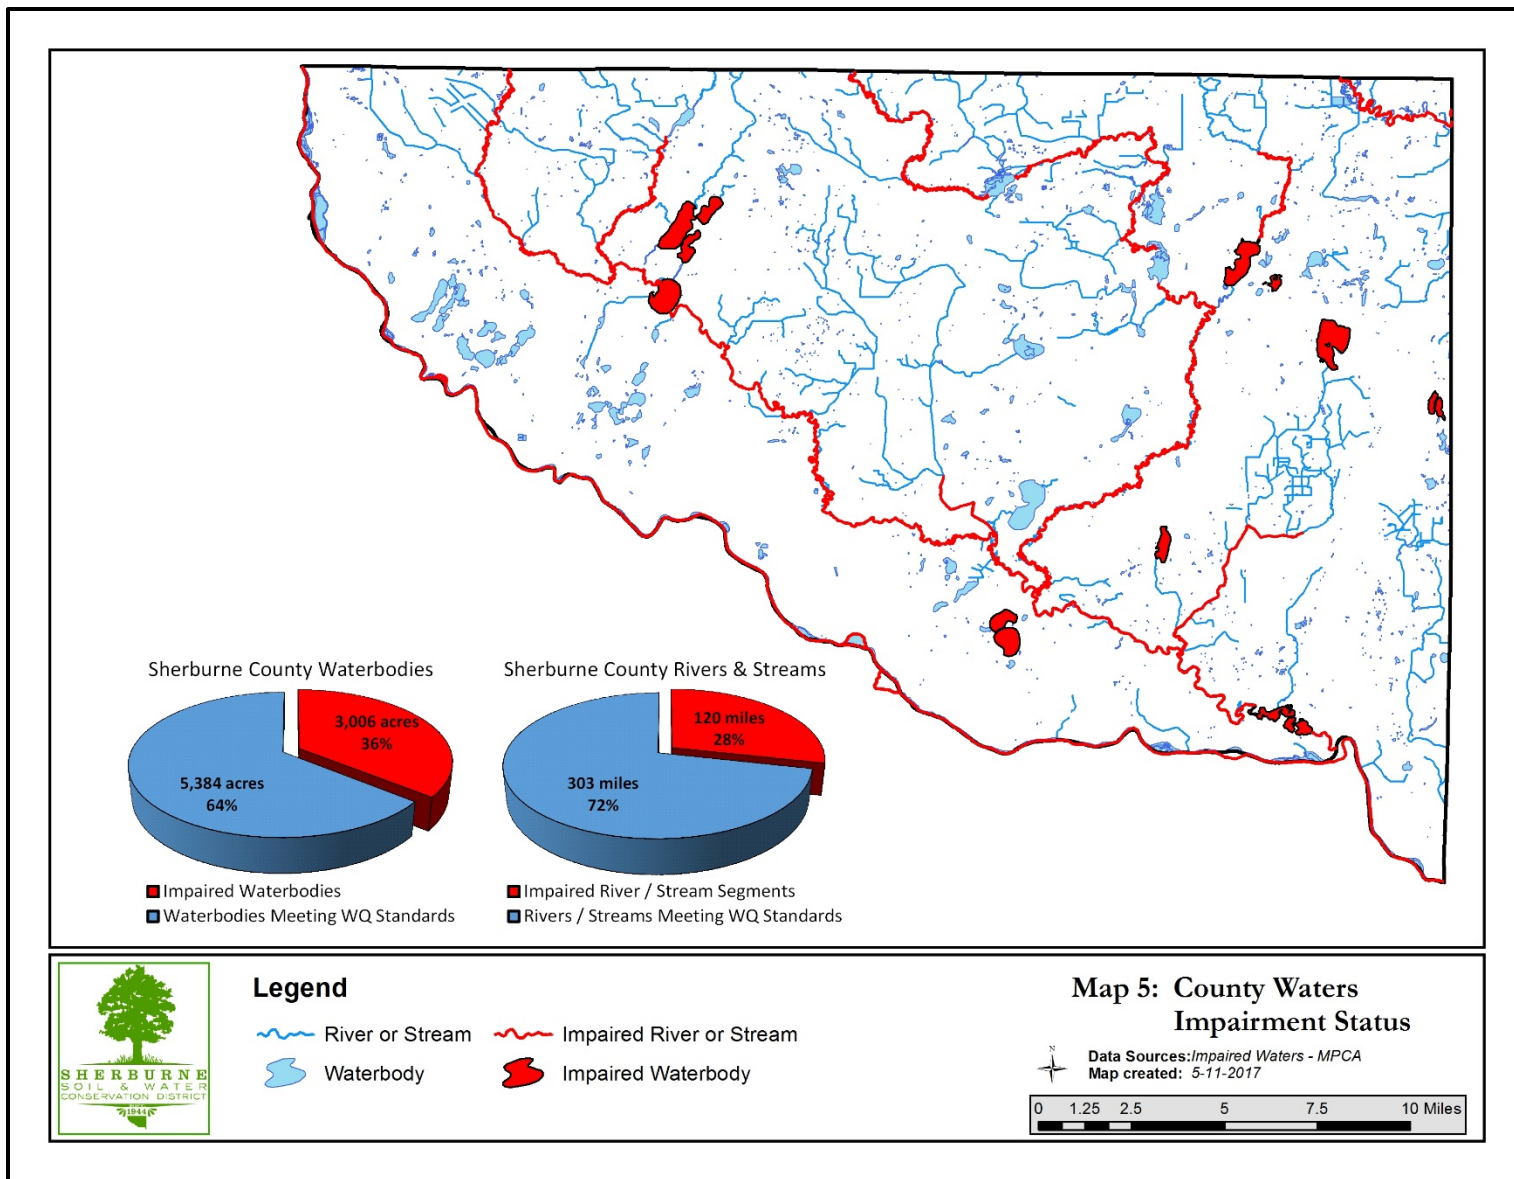 Sherburne County Waterbodies
3,006 acres
36%
5,384 acres
64%
Impaired Waterbodies
Waterbodies Meeting WQ Standards
Sherburne County Rivers & Streams
120 miles
28%
303 miles
72%
Impaired River / Stream Segments
Rivers / Streams Meeting WQ Standards
SHERBURNE
SOIL & WATER
CONSERVATION DISTRICT
1944
Legend
River or Stream
Impaired River or Stream
Waterbody
Impaired Waterbody
Map 5: County Waters
Impairment Status
N
Data Sources: Impaired Waters - MPCA
Map created: 5-11-2017
0 1.25 2.5 5 7.5 10 Miles